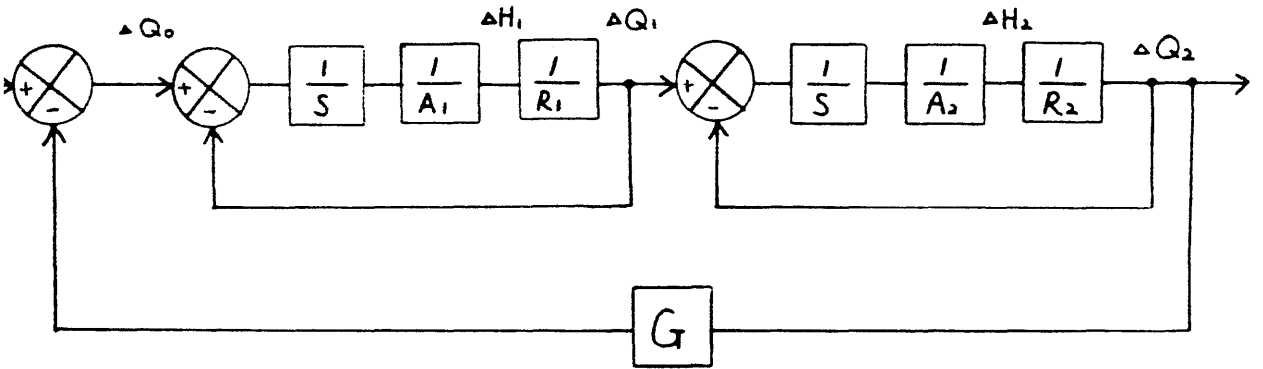 ΔQ₀
ΔH₁
ΔQ₁
ΔH₂
ΔQ₂
+
-
+
-
1/S
1/A₁
1/R₁
+
-
1/S
1/A₂
1/R₂
G